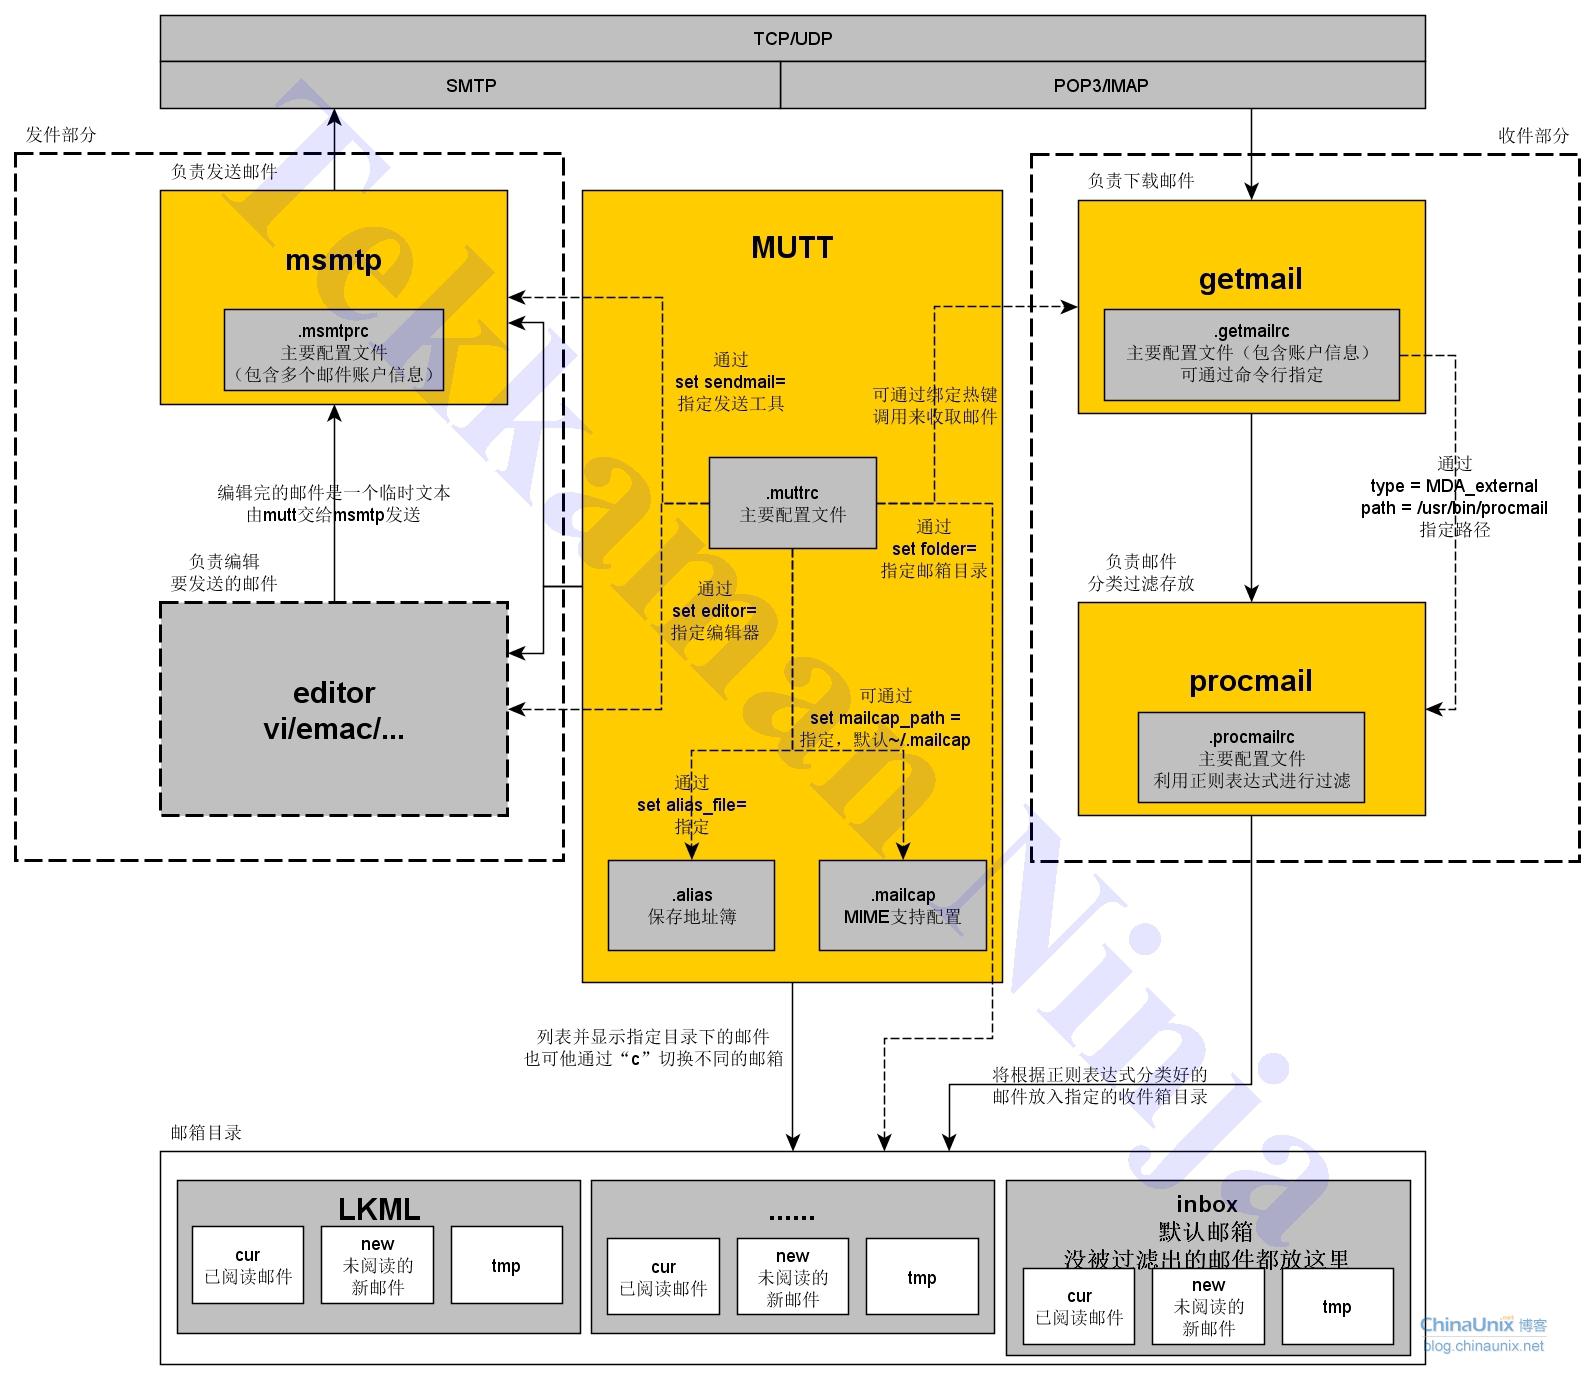 TCP/UDP
SMTP
POP3/IMAP
发件部分
收件部分
负责发送邮件
msmtp
.msmtprc
主要配置文件
（包含多个邮件账户信息）
编辑完的邮件是一个临时文本
由mutt交给msmtp发送
负责编辑
要发送的邮件
editor
vi/emac/...
MUTT
通过
set sendmail=
指定发送工具
可通过绑定热键
调用来收取邮件
.muttrc
主要配置文件
通过
set folder=
指定邮箱目录
通过
set editor=
指定编辑器
可通过
set mailcap_path =
指定，默认~/.mailcap
通过
set alias_file=
指定
.alias
保存地址簿
.mailcap
MIME支持配置
负责下载邮件
getmail
.getmailrc
主要配置文件（包含账户信息）
可通过命令行指定
通过
type = MDA_external
path = /usr/bin/procmail
指定路径
负责邮件
分类过滤存放
procmail
.procmailrc
主要配置文件
利用正则表达式进行过滤
列表并显示指定目录下的邮件
也可他通过“c”切换不同的邮箱
将根据正则表达式分类好的
邮件放入指定的收件箱目录
邮箱目录
LKML
cur
已阅读邮件
new
未阅读的
新邮件
tmp
......
cur
已阅读邮件
new
未阅读的
新邮件
tmp
inbox
默认邮箱
没被过滤出的邮件都放这里
cur
已阅读邮件
new
未阅读的
新邮件
tmp
Tekkaman Ninja
ChinaUnix.net 博客
blog.chinaunix.net